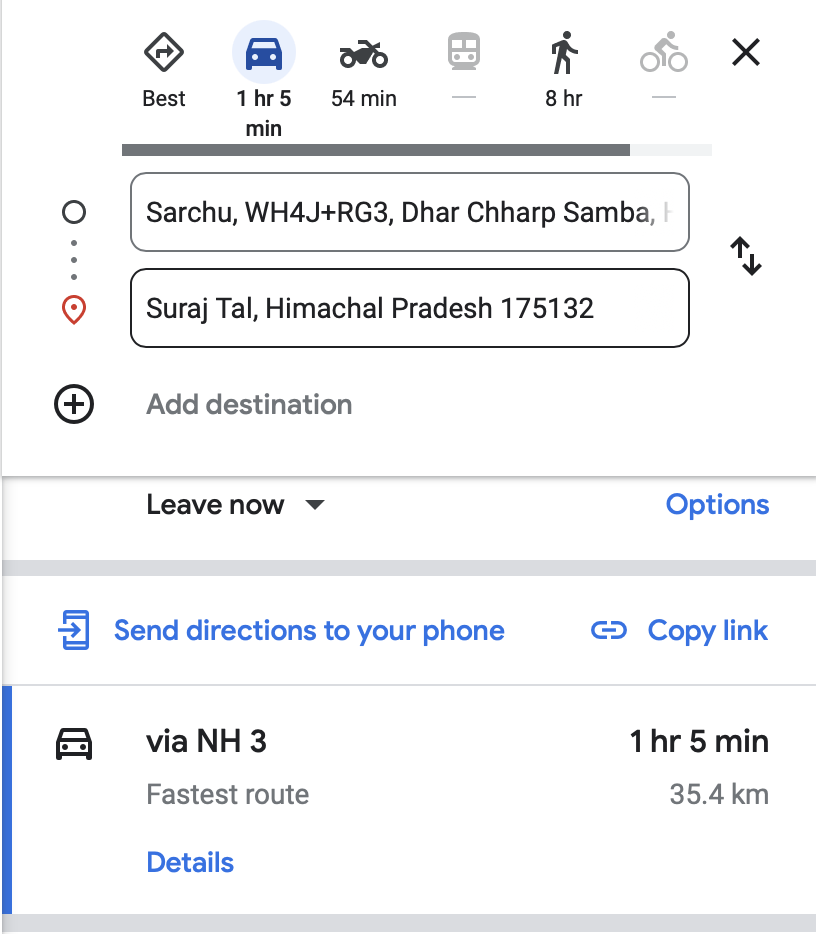 Best
1 hr 5
min
54 min
—
8 hr
—
Sarchu, WH4J+RG3, Dhar Chharp Samba,
Suraj Tal, Himachal Pradesh 175132
Add destination
Leave now
Options
Send directions to your phone
Copy link
via NH 3
1 hr 5 min
Fastest route
35.4 km
Details